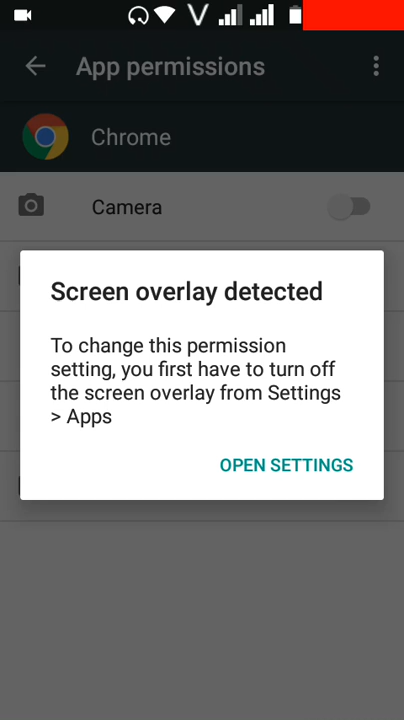 App permissions
Chrome
Camera
Screen overlay detected
To change this permission
setting, you first have to turn off
the screen overlay from Settings
> Apps
OPEN SETTINGS